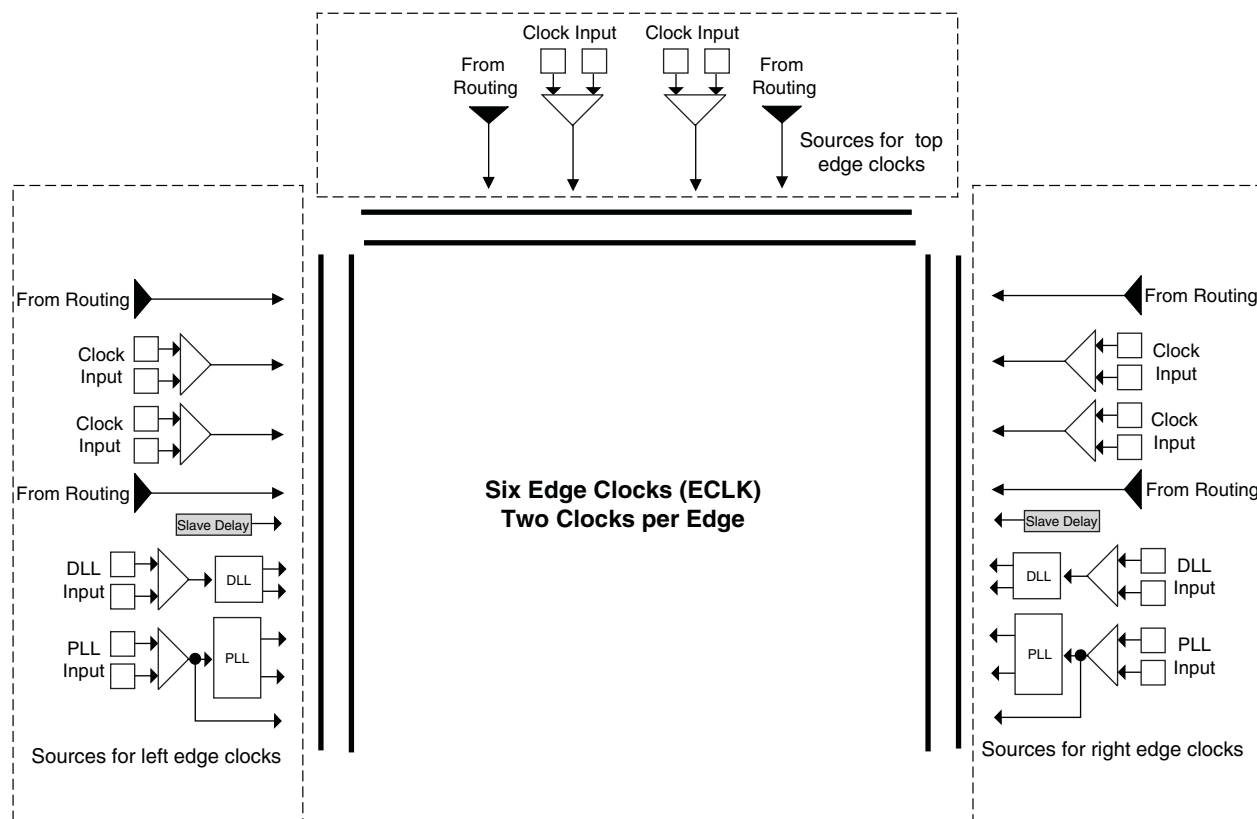 Clock Input
Clock Input
From
Routing
From
Routing
Sources for top
edge clocks
From Routing
Clock
Input
Clock
Input
From Routing
Slave Delay
DLL
Input
DLL
PLL
Input
PLL
Sources for left edge clocks
Six Edge Clocks (ECLK)
Two Clocks per Edge
From Routing
Clock
Input
Clock
Input
From Routing
Slave Delay
DLL
DLL
Input
PLL
PLL
Input
Sources for right edge clocks